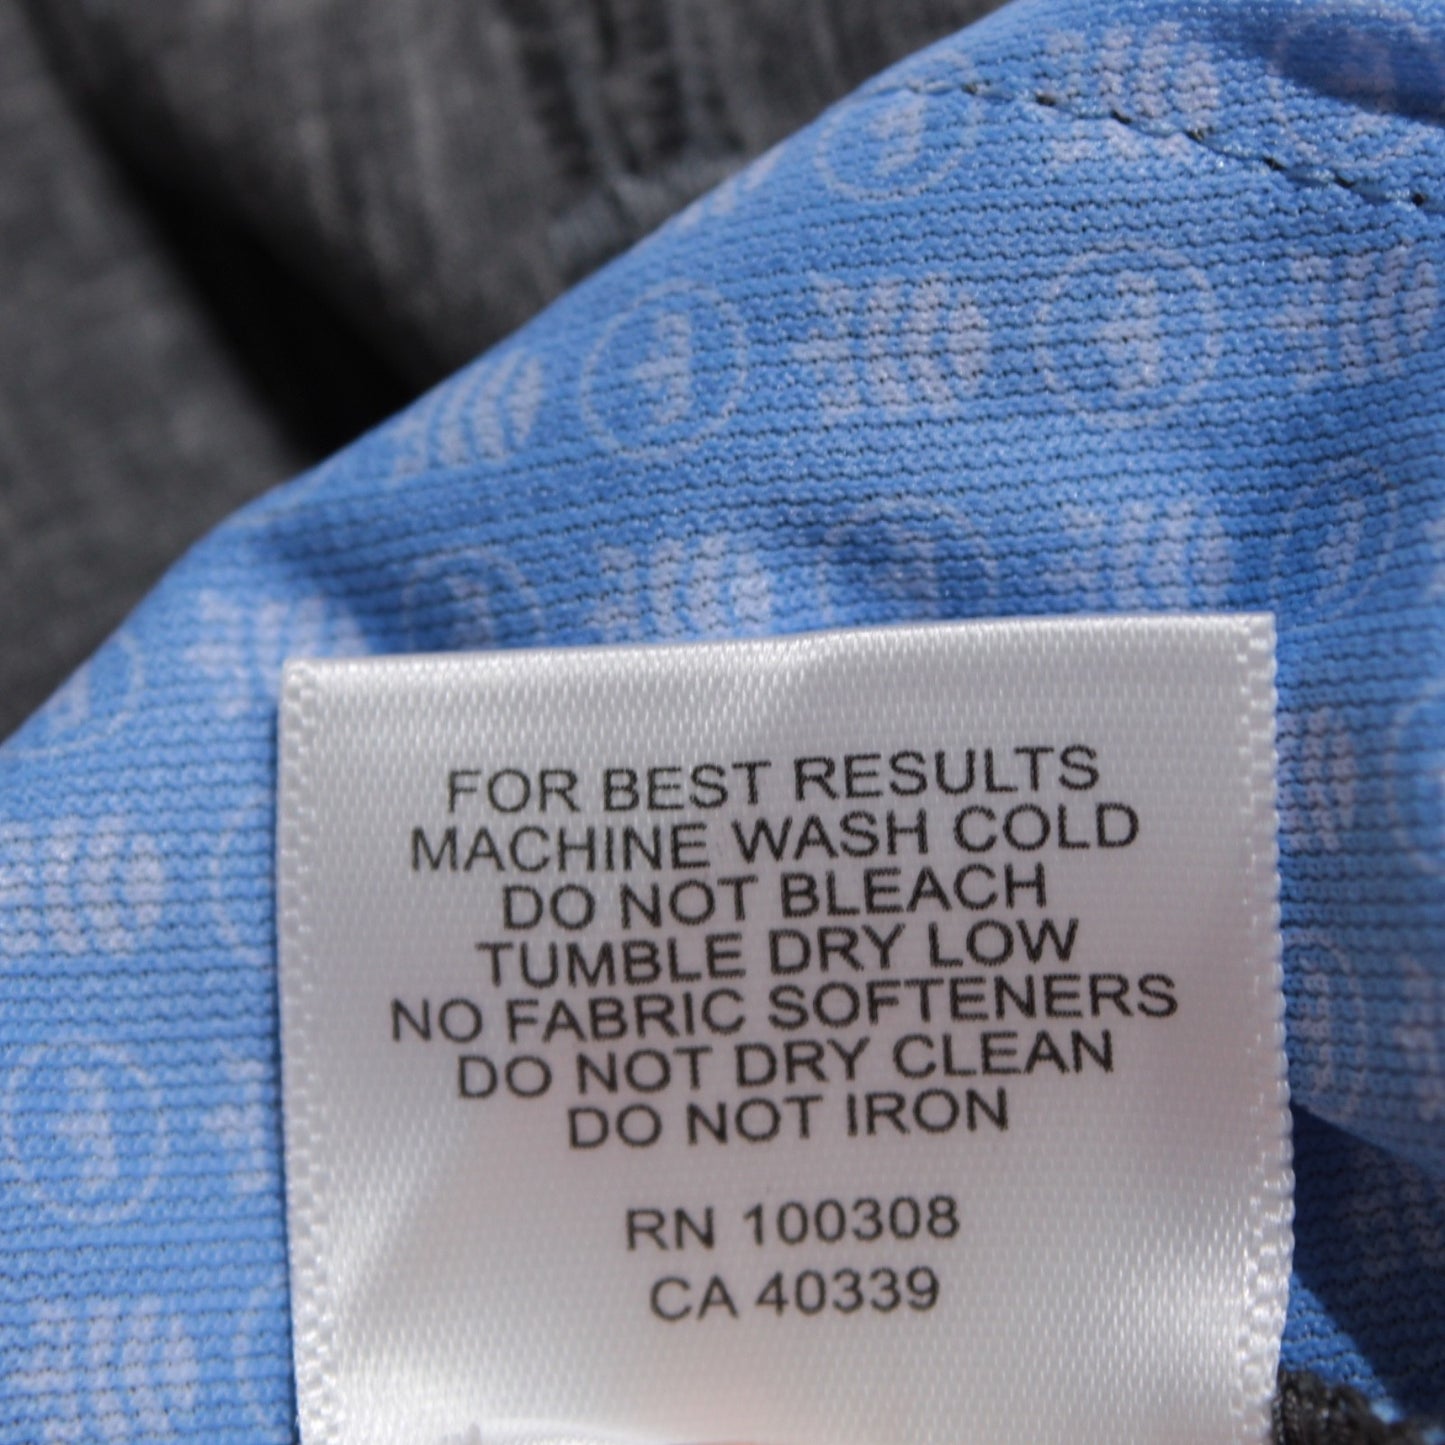 FOR BEST RESULTS
MACHINE WASH COLD
DO NOT BLEACH
TUMBLE DRY LOW
NO FABRIC SOFTENERS
DO NOT DRY CLEAN
DO NOT IRON
RN 100308
CA 40339